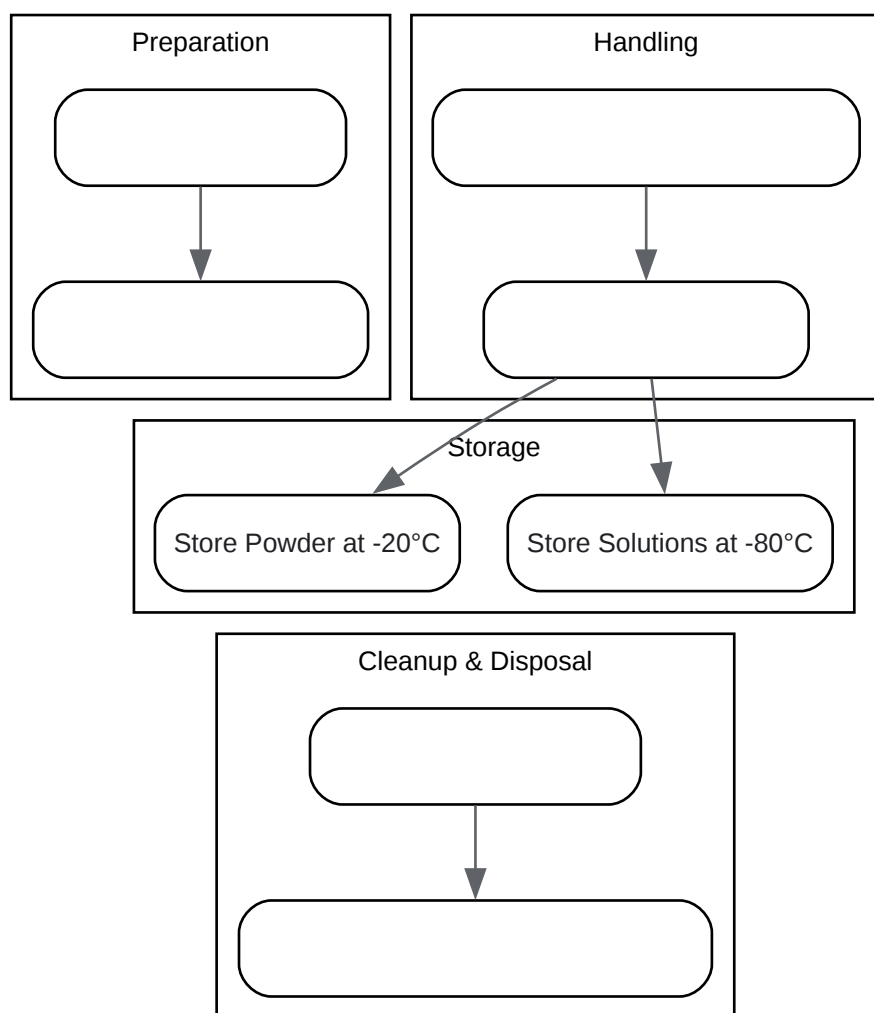 Preparation
Handling
Storage
Store Powder at -20°C
Store Solutions at -80°C
Cleanup & Disposal